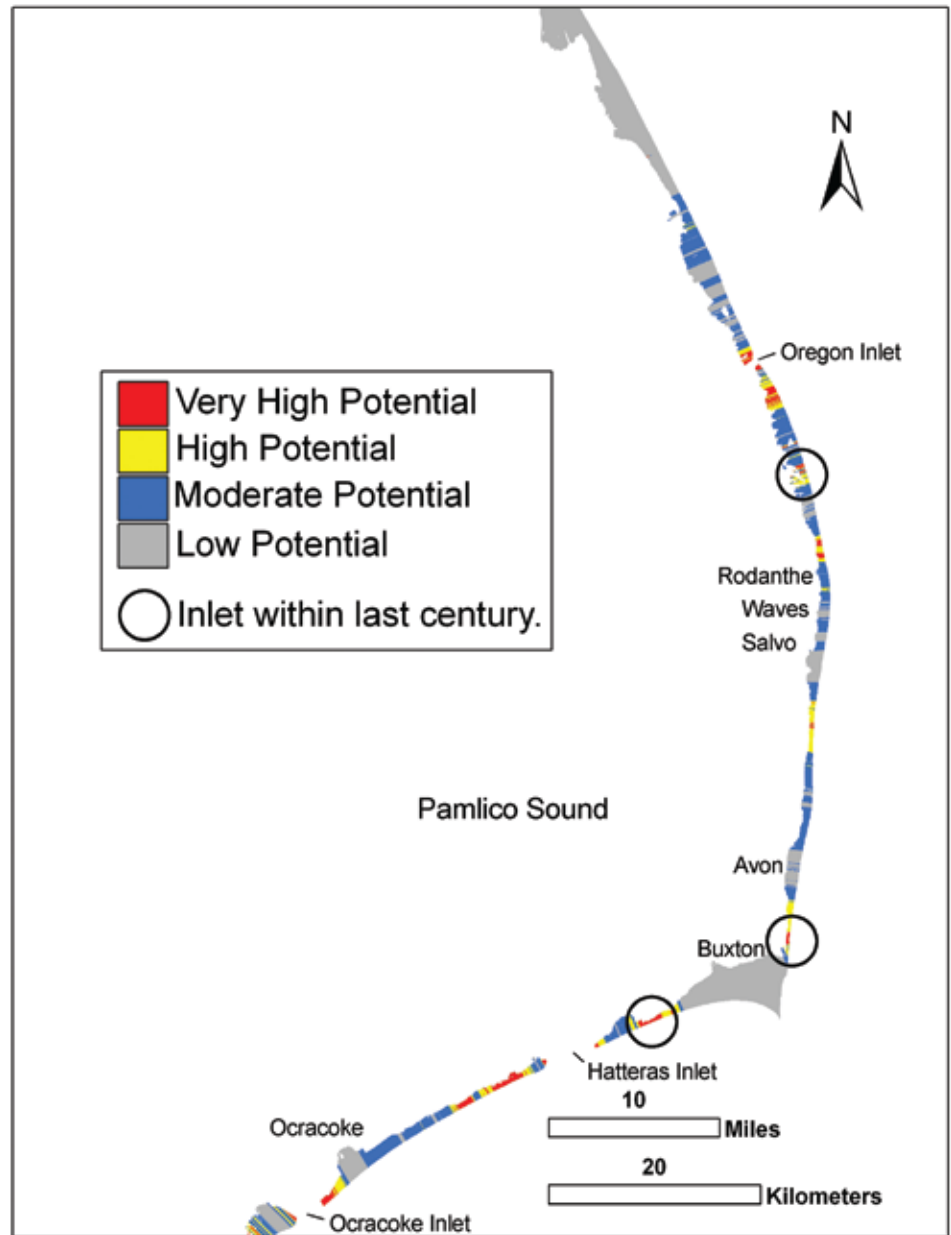 N
Oregon Inlet
Very High Potential
High Potential
Moderate Potential
Low Potential
Inlet within last century.
Rodanthe
Waves
Salvo
Pamlico Sound
Avon
Buxton
Hatteras Inlet
10
Miles
Ocracoke
20
Kilometers
Ocracoke Inlet